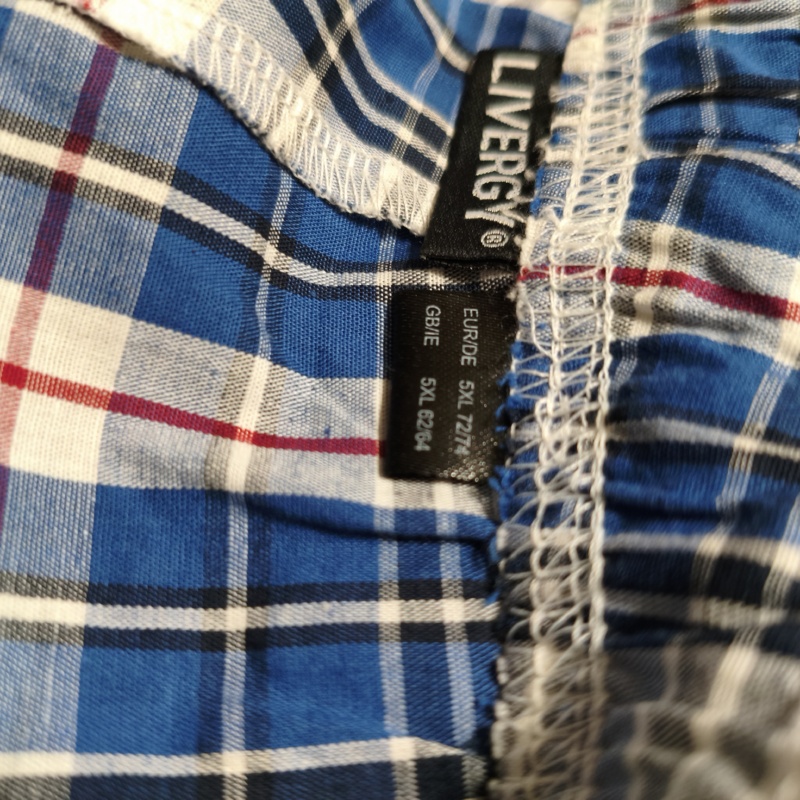 LIVERGY®
EUR/DE 5XL 72/74
GB/IE 5XL 62/64